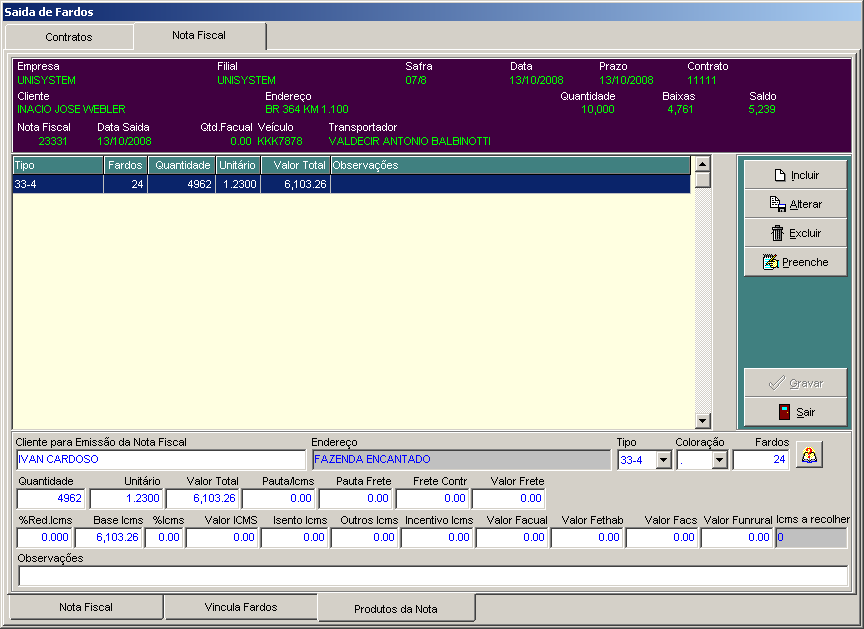 Saida de Fardos
Contratos Nota Fiscal
Empresa Filial Safra Data Prazo Contrato
UNISYSTEM UNISYSTEM 07/8 13/10/2008 13/10/2008 11111
Cliente Endereço Quantidade Baixas Saldo
INACIO JOSE WEBLER BR 364 KM 1.100 10,000 4,761 5,239
Nota Fiscal Data Saida Qtd.Facual Veículo Transportador
23331 13/10/2008 0.00 KKK7878 VALDECIR ANTONIO BALBINOTTI
Tipo Fardos Quantidade Unitário Valor Total Observações
33-4 24 4962 1.2300 6,103.26
Incluir
Alterar
Excluir
Preenche
Gravar
Sair
Cliente para Emissão da Nota Fiscal Endereço Tipo Coloração Fardos
IVAN CARDOSO FAZENDA ENCANTADO 33-4 . 24
Quantidade Unitário Valor Total Pauta/Icms Pauta Frete Frete Contr Valor Frete
4962 1.2300 6,103.26 0.00 0.00 0.00 0.00
%Red.Icms Base Icms %Icms Valor ICMS Isento Icms Outros Icms Incentivo Icms Valor Facual Valor Fethab Valor Facs Valor Funrural Icms a recolher
0.000 6,103.26 0.00 0.00 0.00 0.00 0.00 0.00 0.00 0.00 0.00 0
Observações
Nota Fiscal Vincula Fardos Produtos da Nota